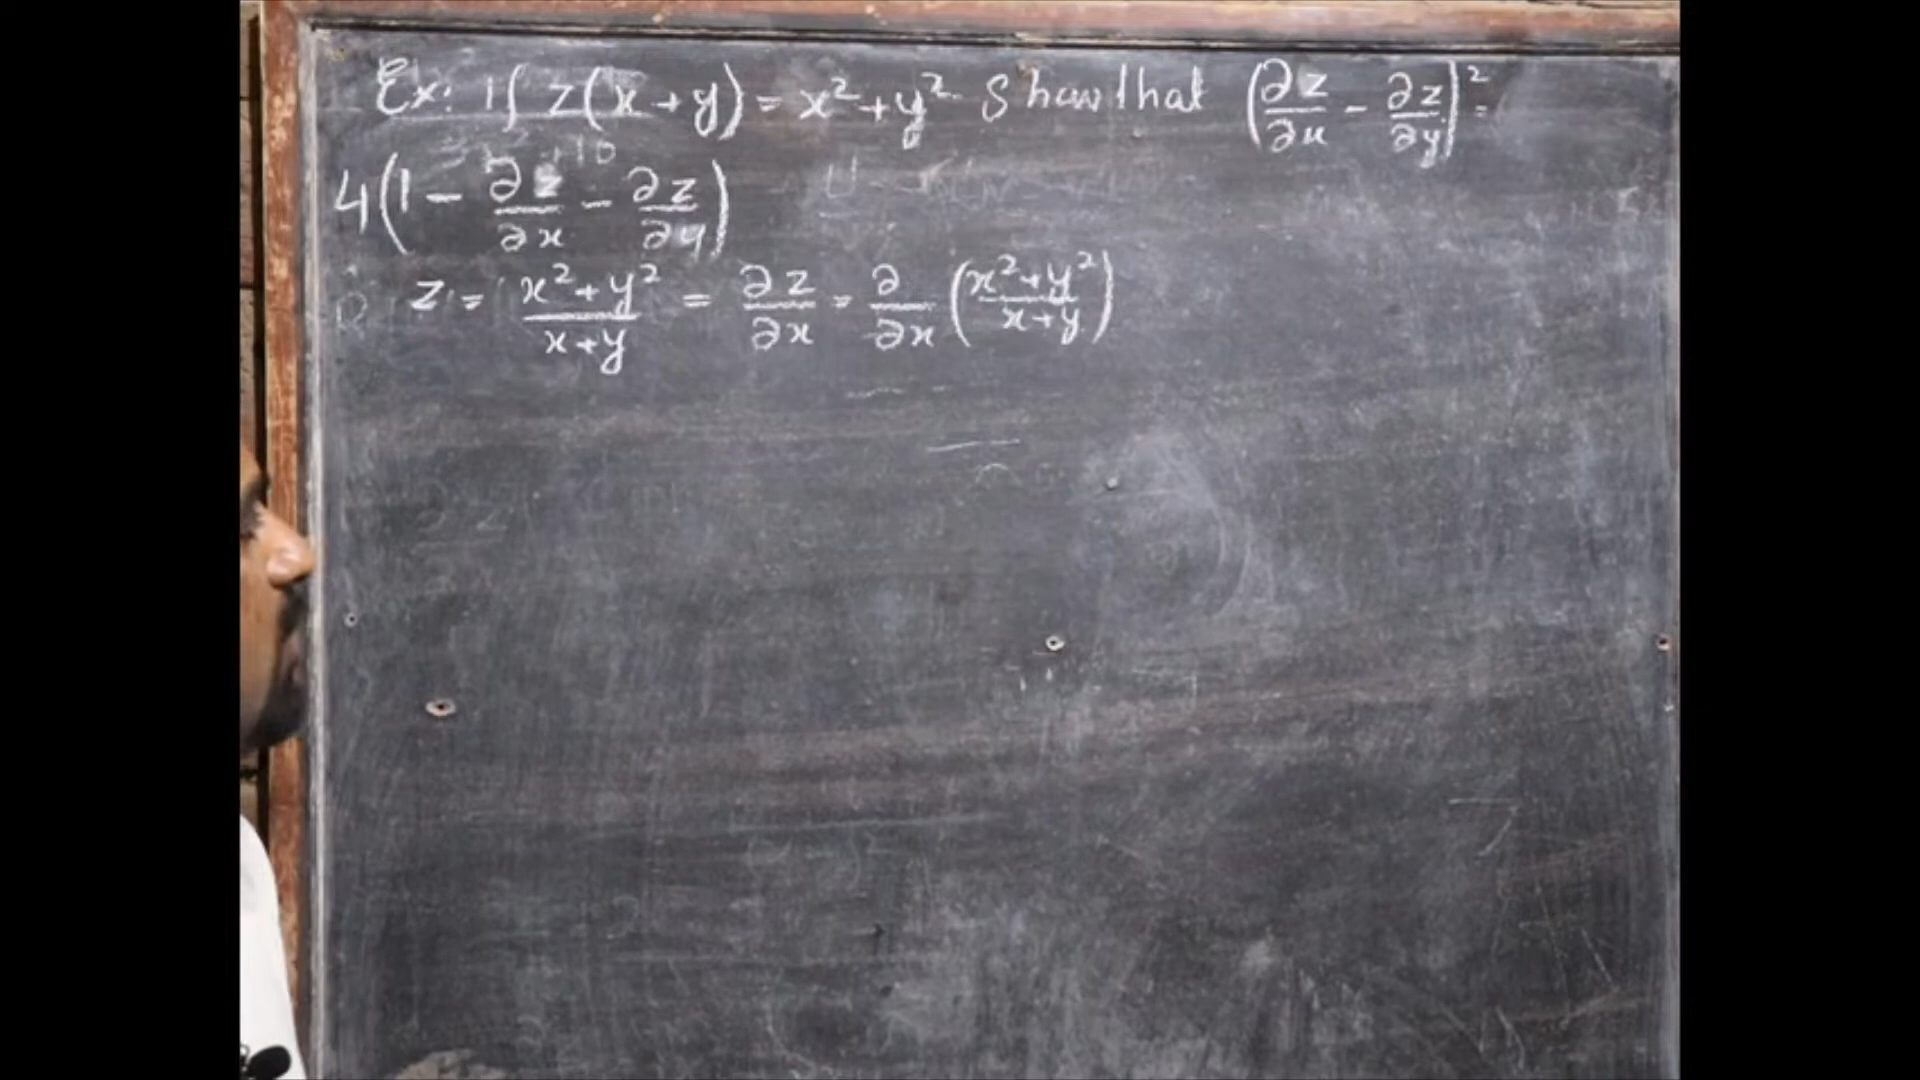 Ex: If z(x+y) = x²+y². Show that (∂z/∂x - ∂z/∂y)² =
4(1 - ∂z/∂x - ∂z/∂y)
z = x²+y²/x+y = ∂z/∂x = ∂/∂x (x²+y²/x+y)